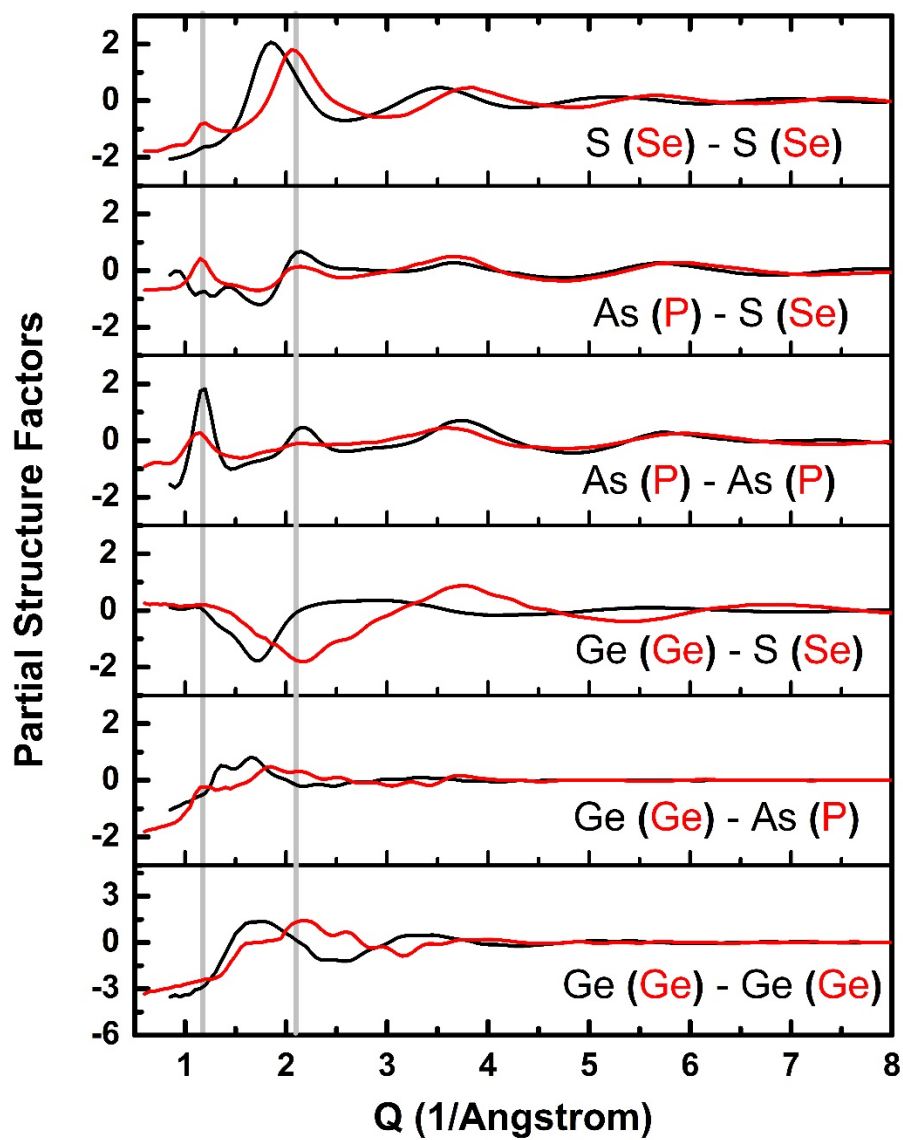 Partial Structure Factors
2
0
-2
S (Se) - S (Se)
2
0
-2
As (P) - S (Se)
2
0
-2
As (P) - As (P)
2
0
-2
Ge (Ge) - S (Se)
2
0
-2
Ge (Ge) - As (P)
3
0
-3
-6
Ge (Ge) - Ge (Ge)
1 2 3 4 5 6 7 8
Q (1/Angstrom)